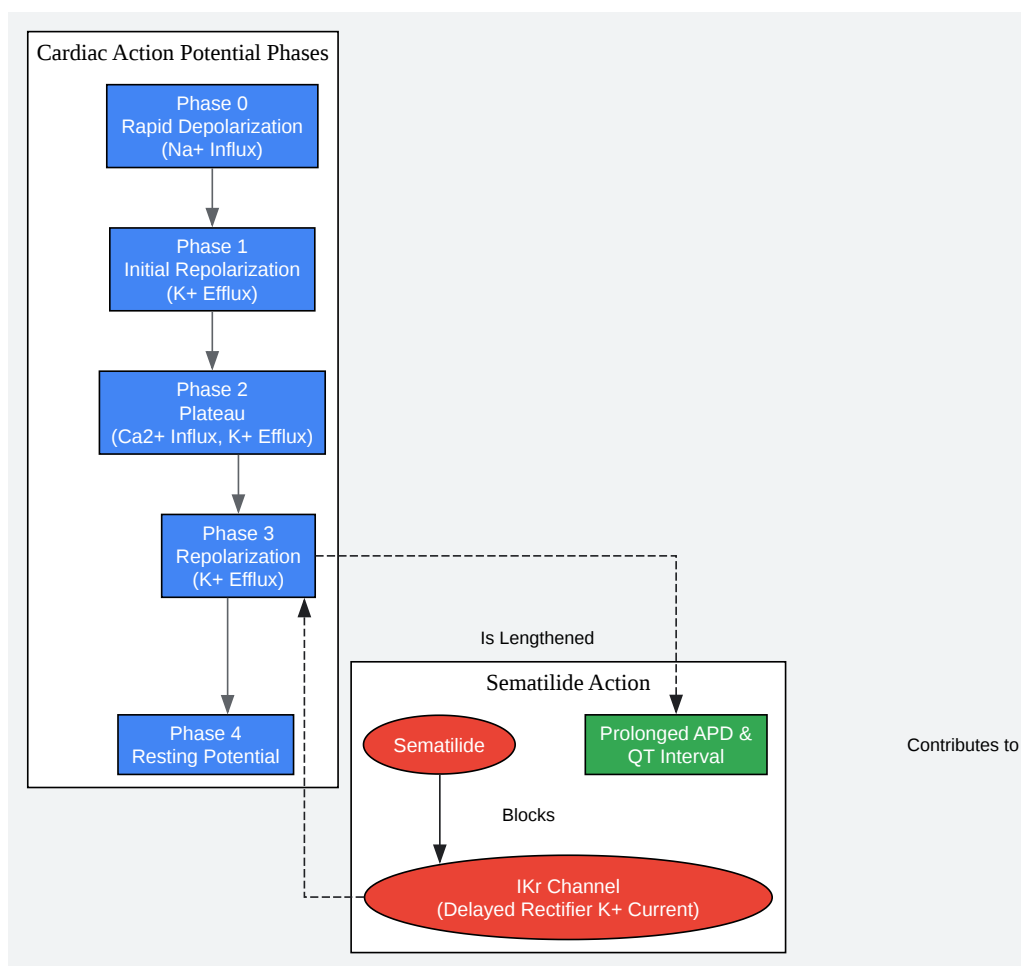 Cardiac Action Potential Phases
Phase 0
Rapid Depolarization
(Na+ Influx)
Phase 1
Initial Repolarization
(K+ Efflux)
Phase 2
Plateau
(Ca2+ Influx, K+ Efflux)
Phase 3
Repolarization
(K+ Efflux)
Phase 4
Resting Potential
Is Lengthened
Sematilide Action
Sematilide
Prolonged APD &
QT Interval
Contributes to
Blocks
IKr Channel
(Delayed Rectifier K+ Current)